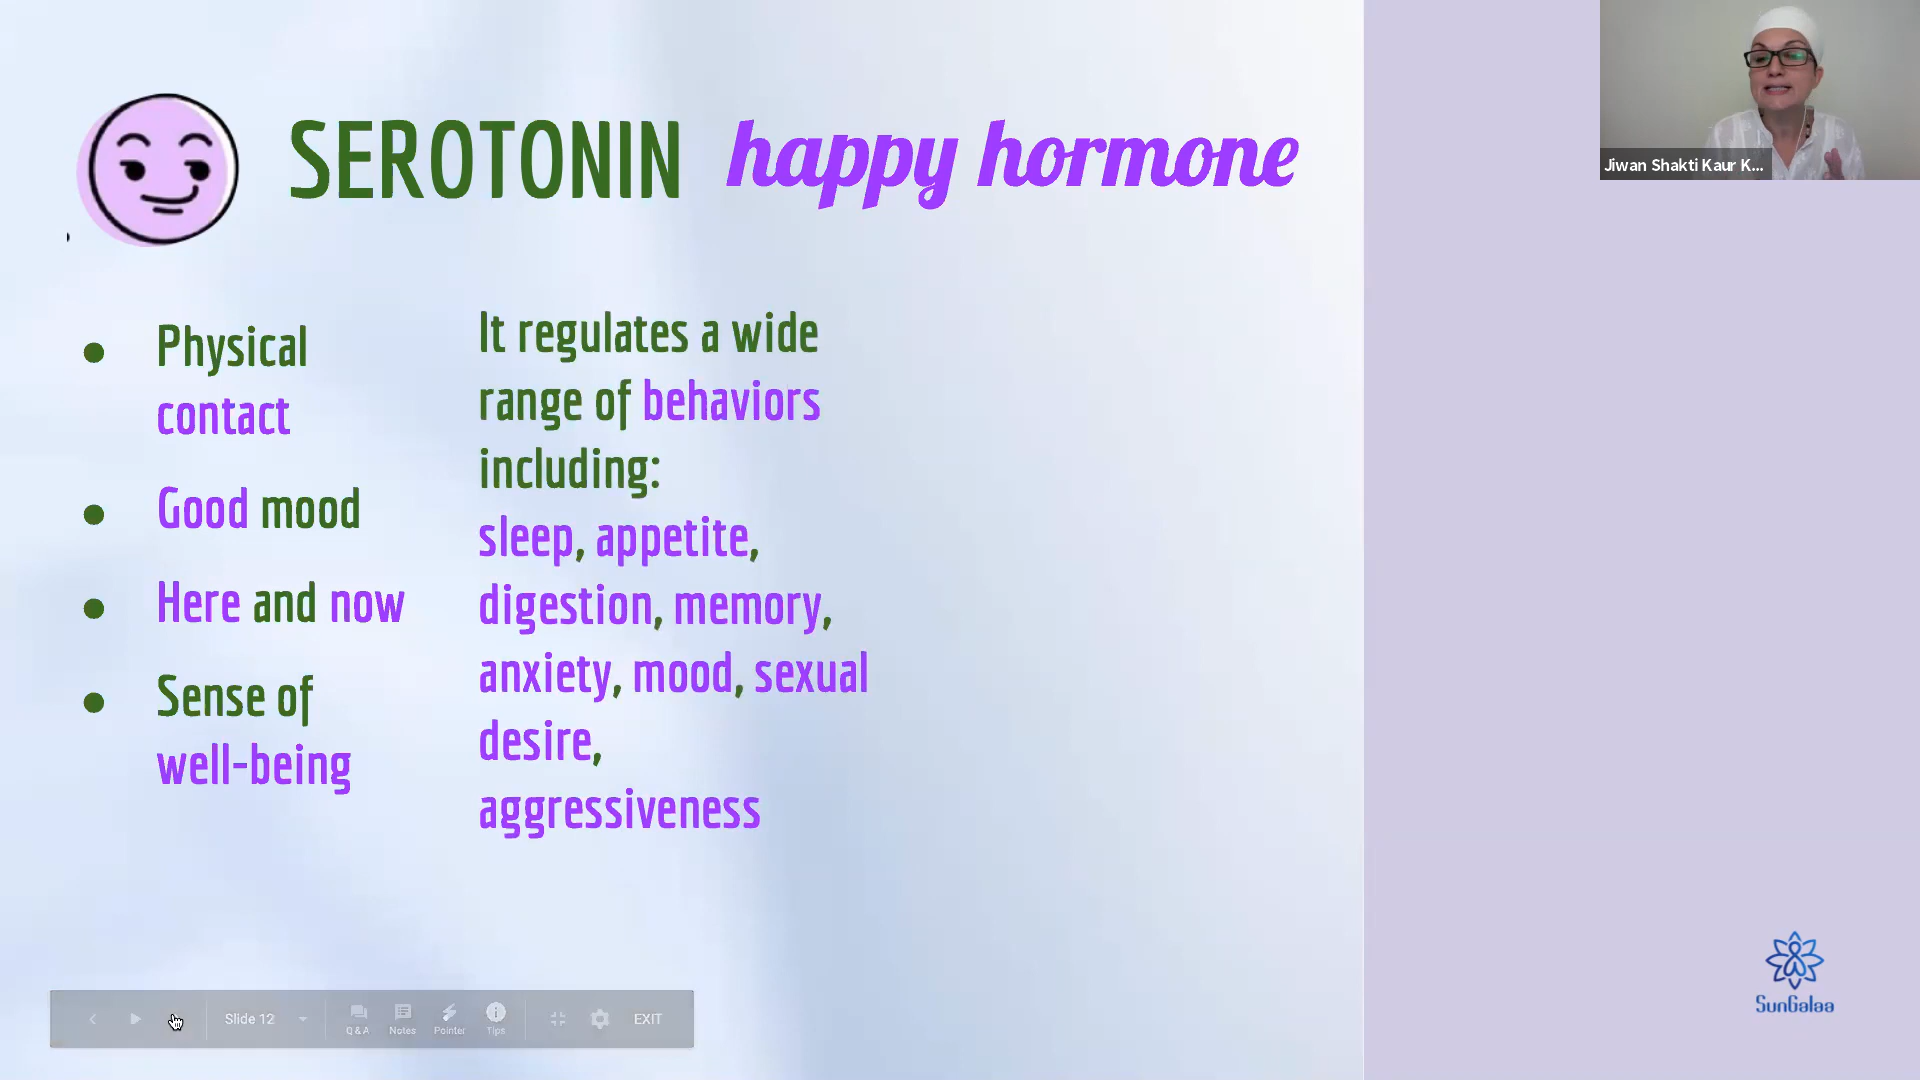 SEROTONIN happy hormone
Jiwan Shakti Kaur K...
Physical
contact
Good mood
Here and now
Sense of
well-being
It regulates a wide
range of behaviors
including:
sleep, appetite,
digestion, memory,
anxiety, mood, sexual
desire,
aggressiveness
SunGalaa
Slide 12
Q & A
Notes
Pointer
Tips
EXIT